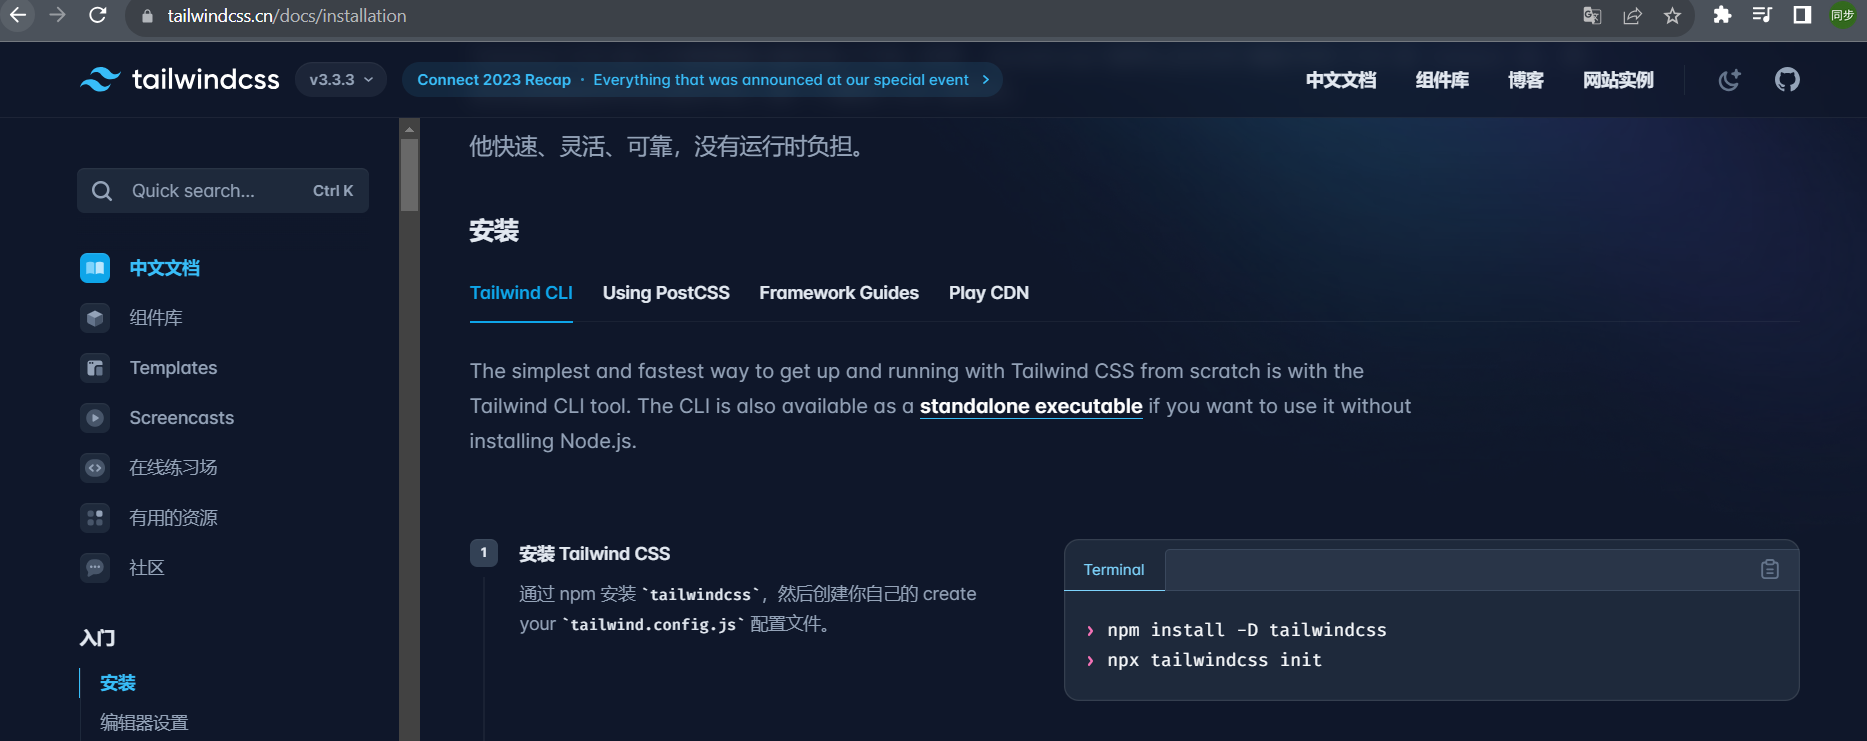 tailwindcss.cn/docs/installation
同步
tailwindcss
v3.3.3
Connect 2023 Recap · Everything that was announced at our special event
中文文档
组件库
博客
网站实例
Quick search...
Ctrl K
中文文档
组件库
Templates
Screencasts
在线练习场
有用的资源
社区
入门
安装
编辑器设置
他快速、灵活、可靠，没有运行时负担。
安装
Tailwind CLI
Using PostCSS
Framework Guides
Play CDN
The simplest and fastest way to get up and running with Tailwind CSS from scratch is with the
Tailwind CLI tool. The CLI is also available as a standalone executable if you want to use it without
installing Node.js.
1
安装 Tailwind CSS
通过 npm 安装 `tailwindcss`，然后创建你自己的 create
your `tailwind.config.js` 配置文件。
Terminal
› npm install -D tailwindcss
› npx tailwindcss init